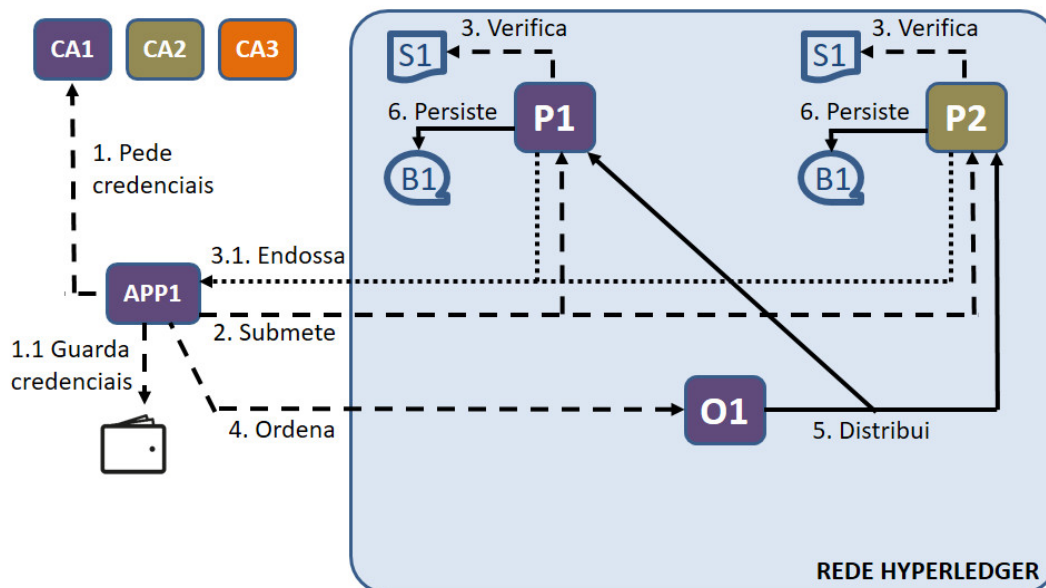 CA1
CA2
CA3
3. Verifica
3. Verifica
S1
S1
P1
P2
6. Persiste
6. Persiste
B1
B1
1. Pede
credenciais
3.1. Endossa
APP1
2. Submete
1.1 Guarda
credenciais
4. Ordena
O1
5. Distribui
REDE HYPERLEDGER